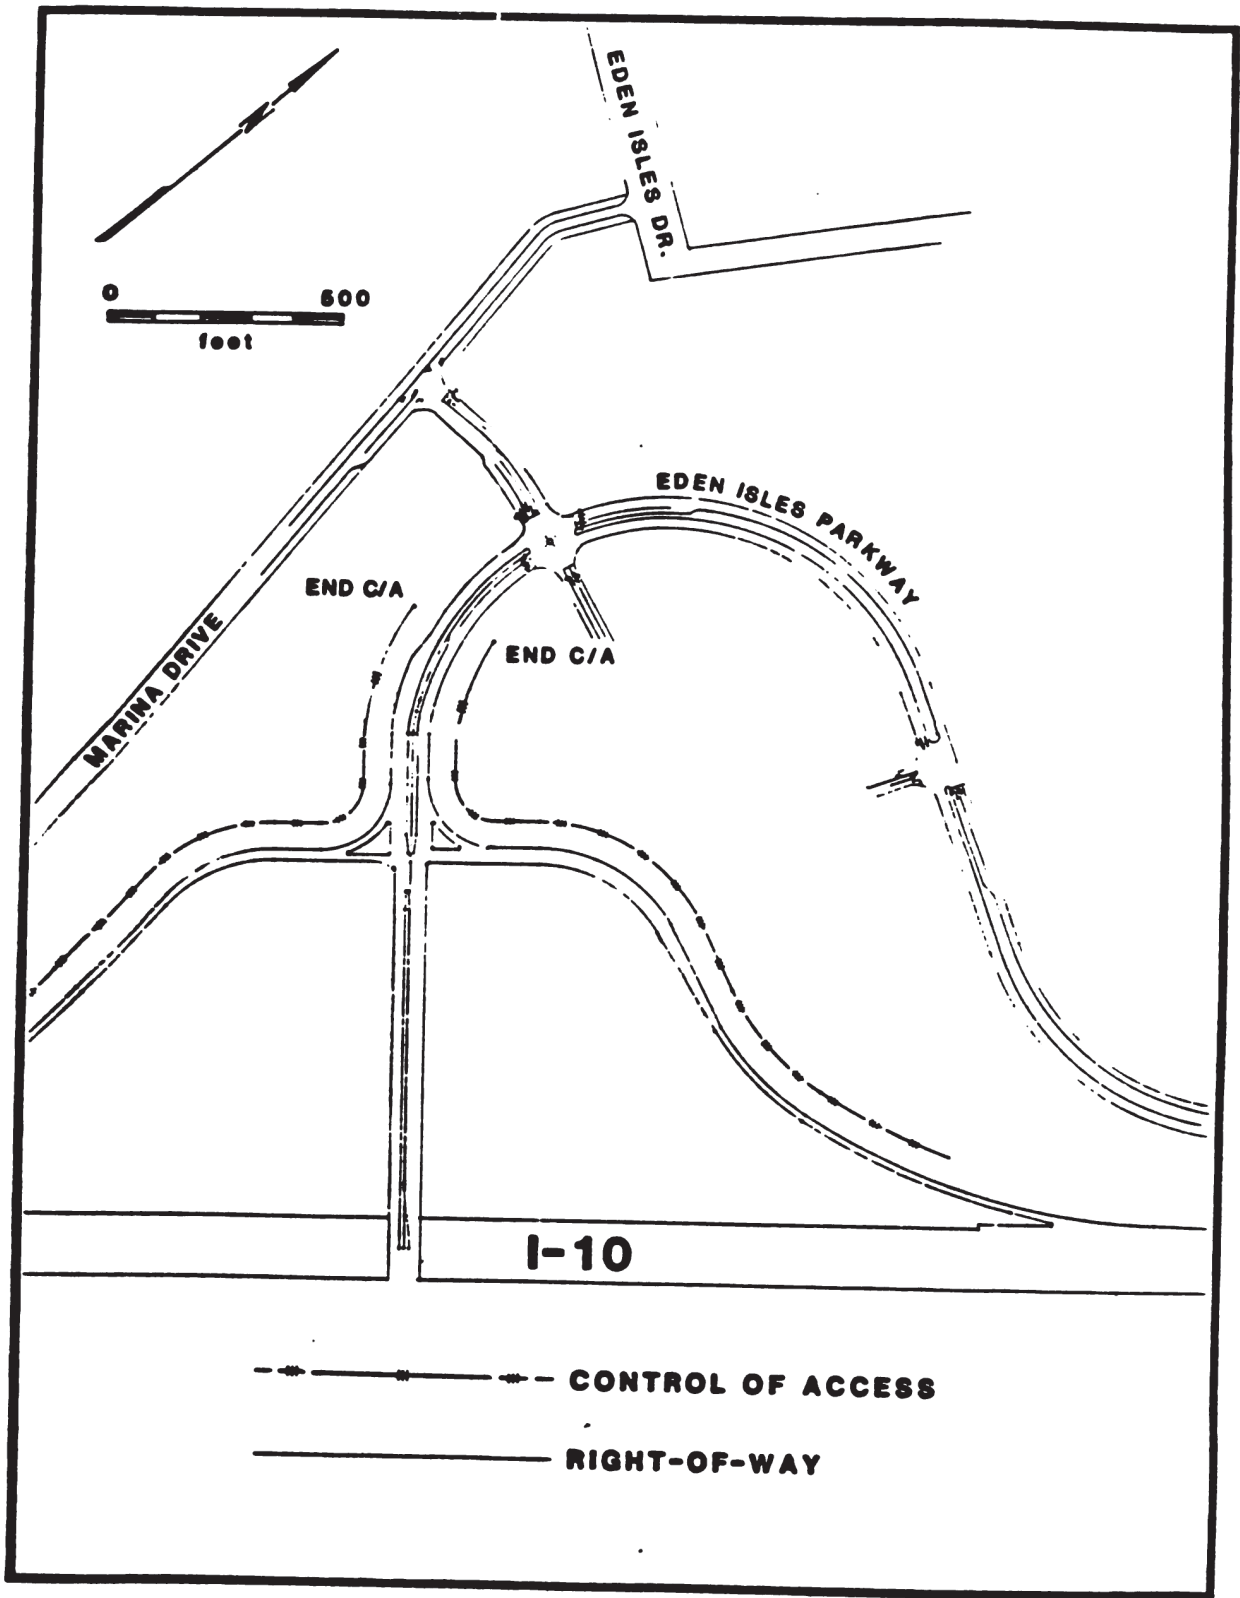 EDEN ISLES DR.
N
0 500
feet
EDEN ISLES PARKWAY
END C/A
END C/A
MARINA DRIVE
I-10
CONTROL OF ACCESS
RIGHT-OF-WAY